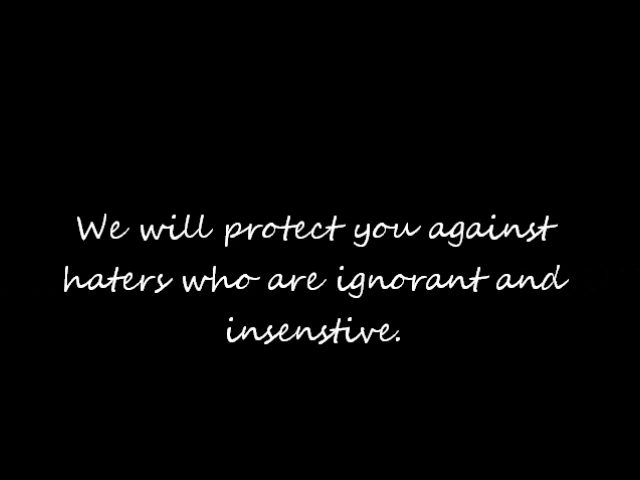 We will protect you against
haters who are ignorant and
insenstive.